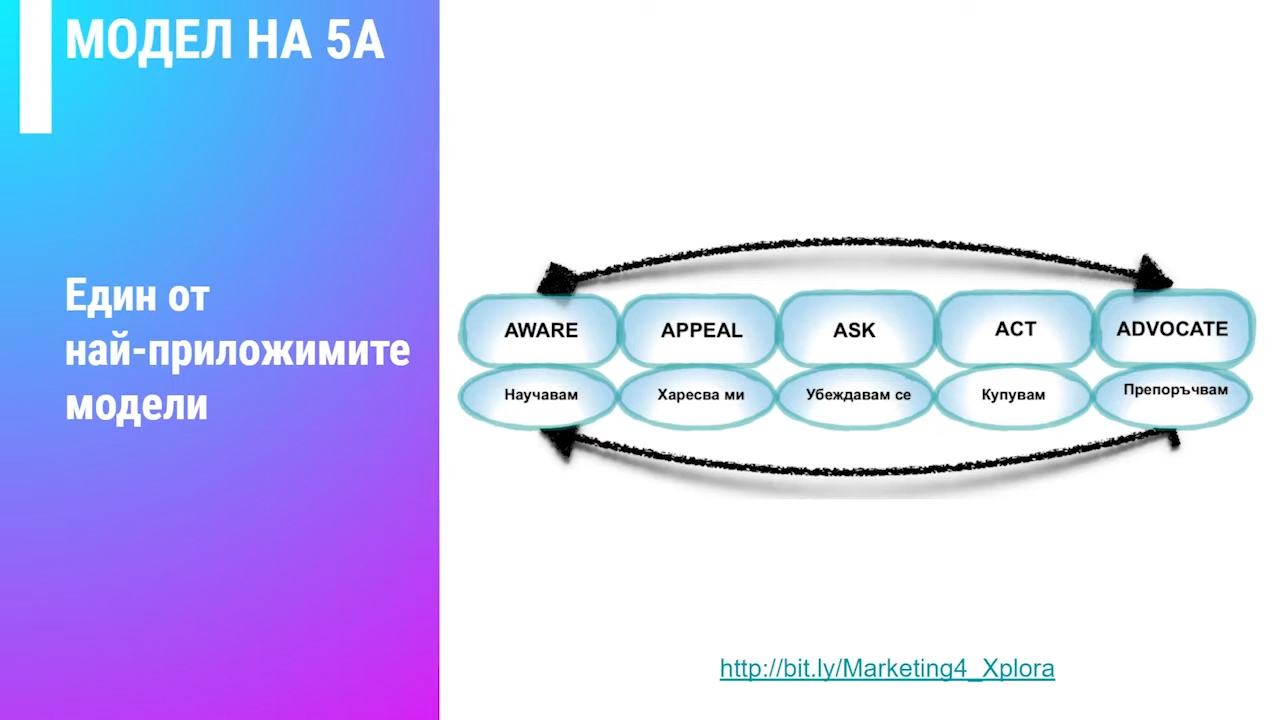 МОДЕЛ НА 5А
Един от
най-приложимите
модели
AWARE APPEAL ASK ACT ADVOCATE
Научавам Харесва ми Убеждавам се Купувам Препоръчвам
http://bit.ly/Marketing4_Xplora